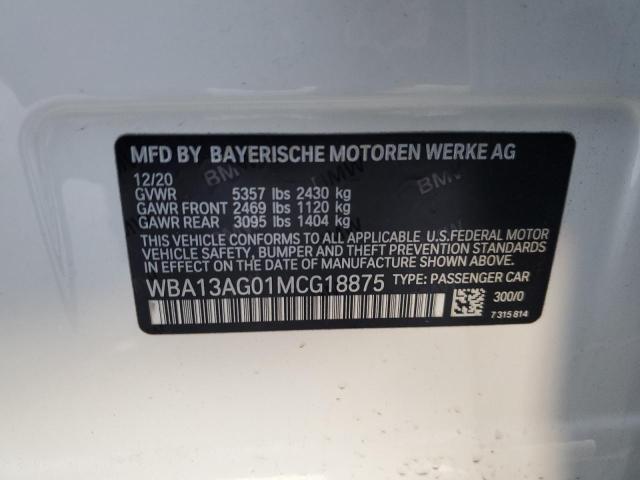 MFD BY BAYERISCHE MOTOREN WERKE AG
12/20
GVWR 5357 lbs 2430 kg
GAWR FRONT 2469 lbs 1120 kg
GAWR REAR 3095 lbs 1404 kg
THIS VEHICLE CONFORMS TO ALL APPLICABLE U.S.FEDERAL MOTOR
VEHICLE SAFETY, BUMPER AND THEFT PREVENTION STANDARDS
IN EFFECT ON THE DATE OF MANUFACTURE SHOWN ABOVE:
WBA13AG01MCG18875 TYPE: PASSENGER CAR
300/0
7 315 814
BMW
BMW
BMW